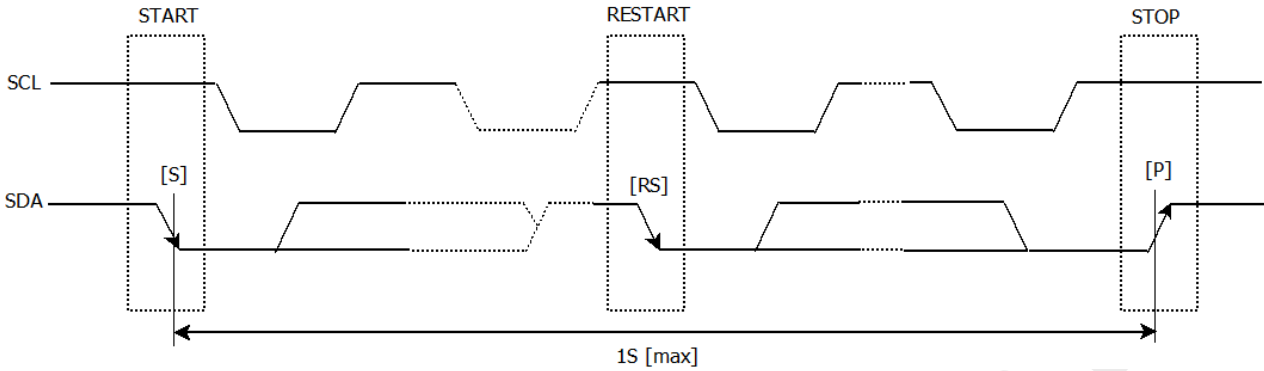 START
RESTART
STOP
SCL
[S]
[RS]
[P]
SDA
1S [max]